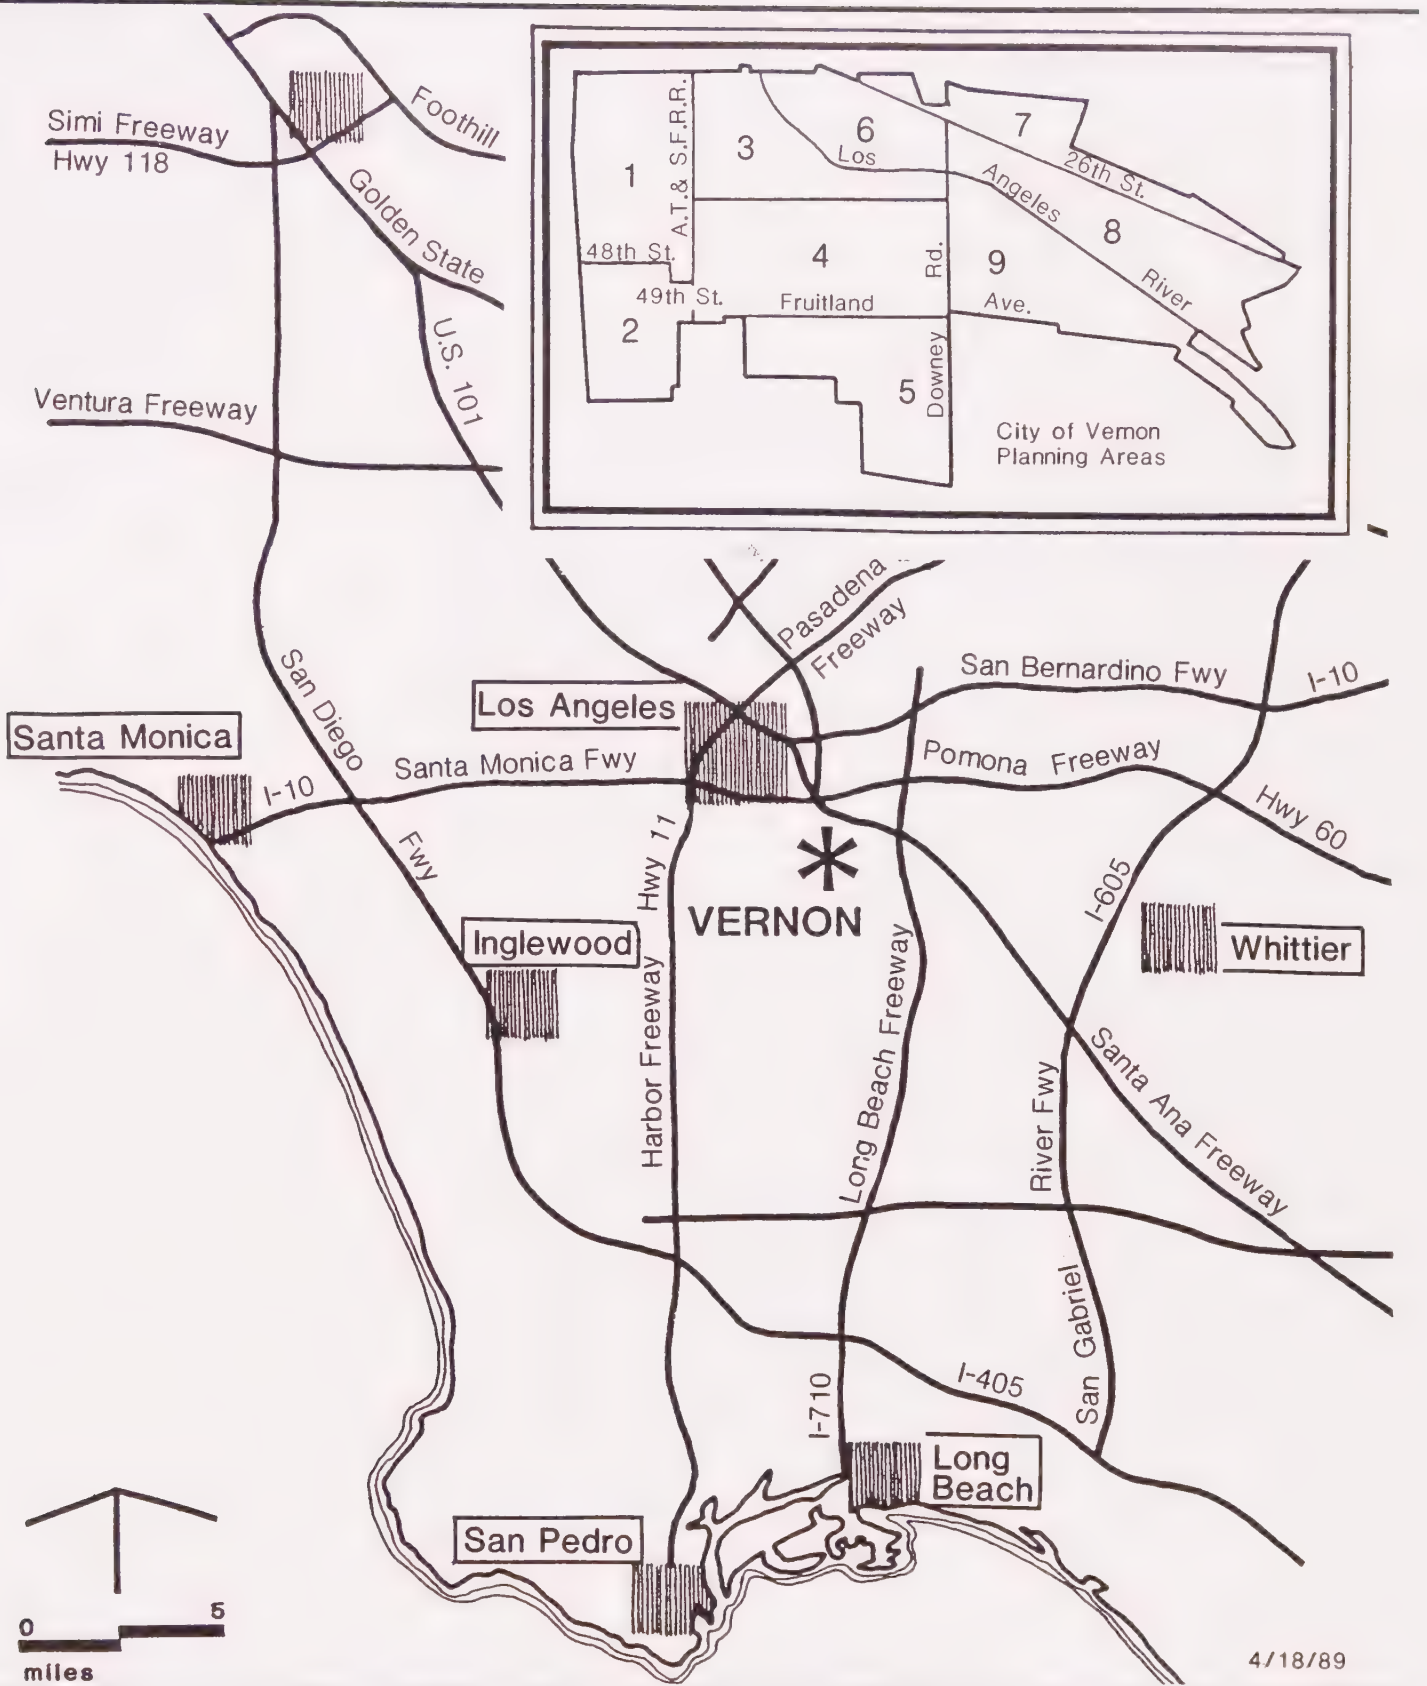 Simi Freeway
Hwy 118
Foothill
Golden State
U.S. 101
Ventura Freeway
1
A.T.& S.F.R.R.
3
6
7
Los
Angeles
River
26th St.
8
48th St.
4
Rd.
9
49th St.
Fruitland
Ave.
2
5
Downey
City of Vernon
Planning Areas
Pasadena
Freeway
San Bernardino Fwy
I-10
San Diego
Fwy
Los Angeles
Santa Monica
I-10
Santa Monica Fwy
Pomona Freeway
Hwy 60
Hwy 11
VERNON
I-605
Whittier
Inglewood
Harbor Freeway
Long Beach Freeway
Santa Ana Freeway
River Fwy
San Gabriel
I-405
I-710
Long
Beach
San Pedro
0 5
miles
4/18/89